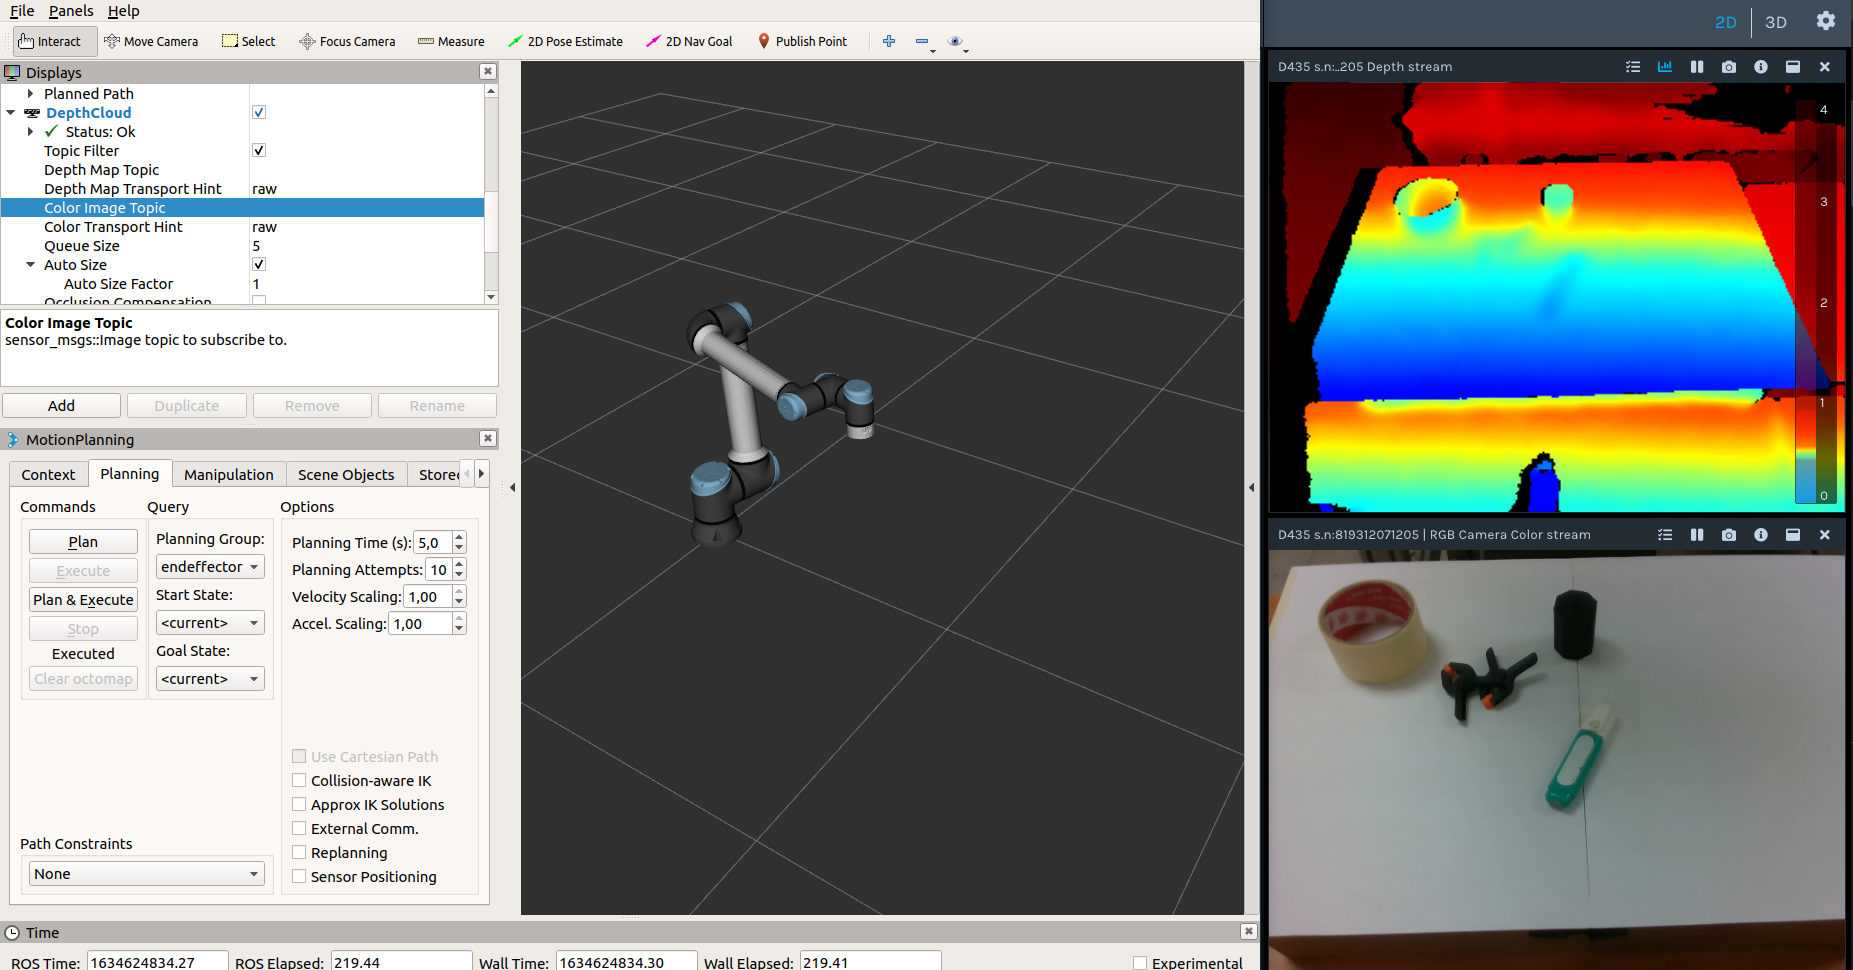 File Panels Help
Interact Move Camera Select Focus Camera Measure 2D Pose Estimate 2D Nav Goal Publish Point
Displays
Planned Path
DepthCloud
Status: Ok
Topic Filter
Depth Map Topic
Depth Map Transport Hint raw
Color Image Topic
Color Transport Hint raw
Queue Size 5
Auto Size
Auto Size Factor 1
Occlusion Compensation
Color Image Topic
sensor_msgs::Image topic to subscribe to.
Add Duplicate Remove Rename
MotionPlanning
Context Planning Manipulation Scene Objects Store
Commands Query Options
Plan
Execute
Plan & Execute
Stop
Executed
Clear octomap
Planning Group:
endeffector
Start State:
<current>
Goal State:
<current>
Planning Time (s): 5,0
Planning Attempts: 10
Velocity Scaling: 1,00
Accel. Scaling: 1,00
Use Cartesian Path
Collision-aware IK
Approx IK Solutions
External Comm.
Replanning
Sensor Positioning
Path Constraints
None
Time
ROS Time: 1634624834.27 ROS Elapsed: 219.44 Wall Time: 1634624834.30 Wall Elapsed: 219.41 Experimental
2D 3D
D435 s.n:..205 Depth stream
4
3
2
1
0
D435 s.n:819312071205 | RGB Camera Color stream